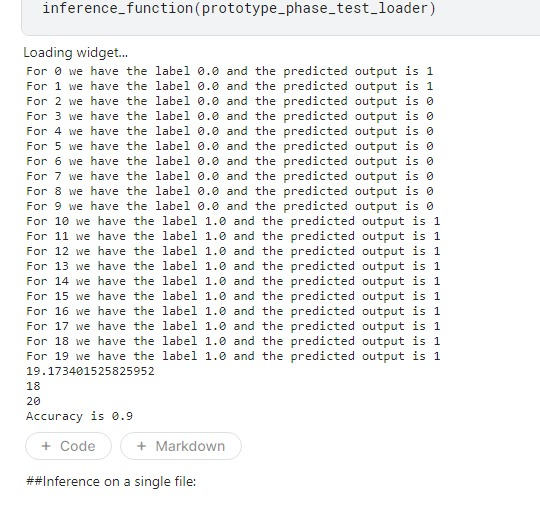 inference_function(prototype_phase_test_loader)
Loading widget...
For 0 we have the label 0.0 and the predicted output is 1
For 1 we have the label 0.0 and the predicted output is 1
For 2 we have the label 0.0 and the predicted output is 0
For 3 we have the label 0.0 and the predicted output is 0
For 4 we have the label 0.0 and the predicted output is 0
For 5 we have the label 0.0 and the predicted output is 0
For 6 we have the label 0.0 and the predicted output is 0
For 7 we have the label 0.0 and the predicted output is 0
For 8 we have the label 0.0 and the predicted output is 0
For 9 we have the label 0.0 and the predicted output is 0
For 10 we have the label 1.0 and the predicted output is 1
For 11 we have the label 1.0 and the predicted output is 1
For 12 we have the label 1.0 and the predicted output is 1
For 13 we have the label 1.0 and the predicted output is 1
For 14 we have the label 1.0 and the predicted output is 1
For 15 we have the label 1.0 and the predicted output is 1
For 16 we have the label 1.0 and the predicted output is 1
For 17 we have the label 1.0 and the predicted output is 1
For 18 we have the label 1.0 and the predicted output is 1
For 19 we have the label 1.0 and the predicted output is 1
19.173401525825952
18
20
Accuracy is 0.9
+ Code + Markdown
##Inference on a single file: